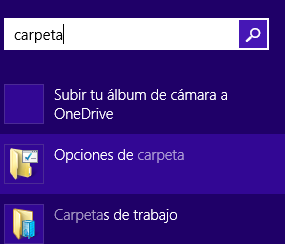 carpeta
Subir tu álbum de cámara a
OneDrive
Opciones de carpeta
Carpetas de trabajo